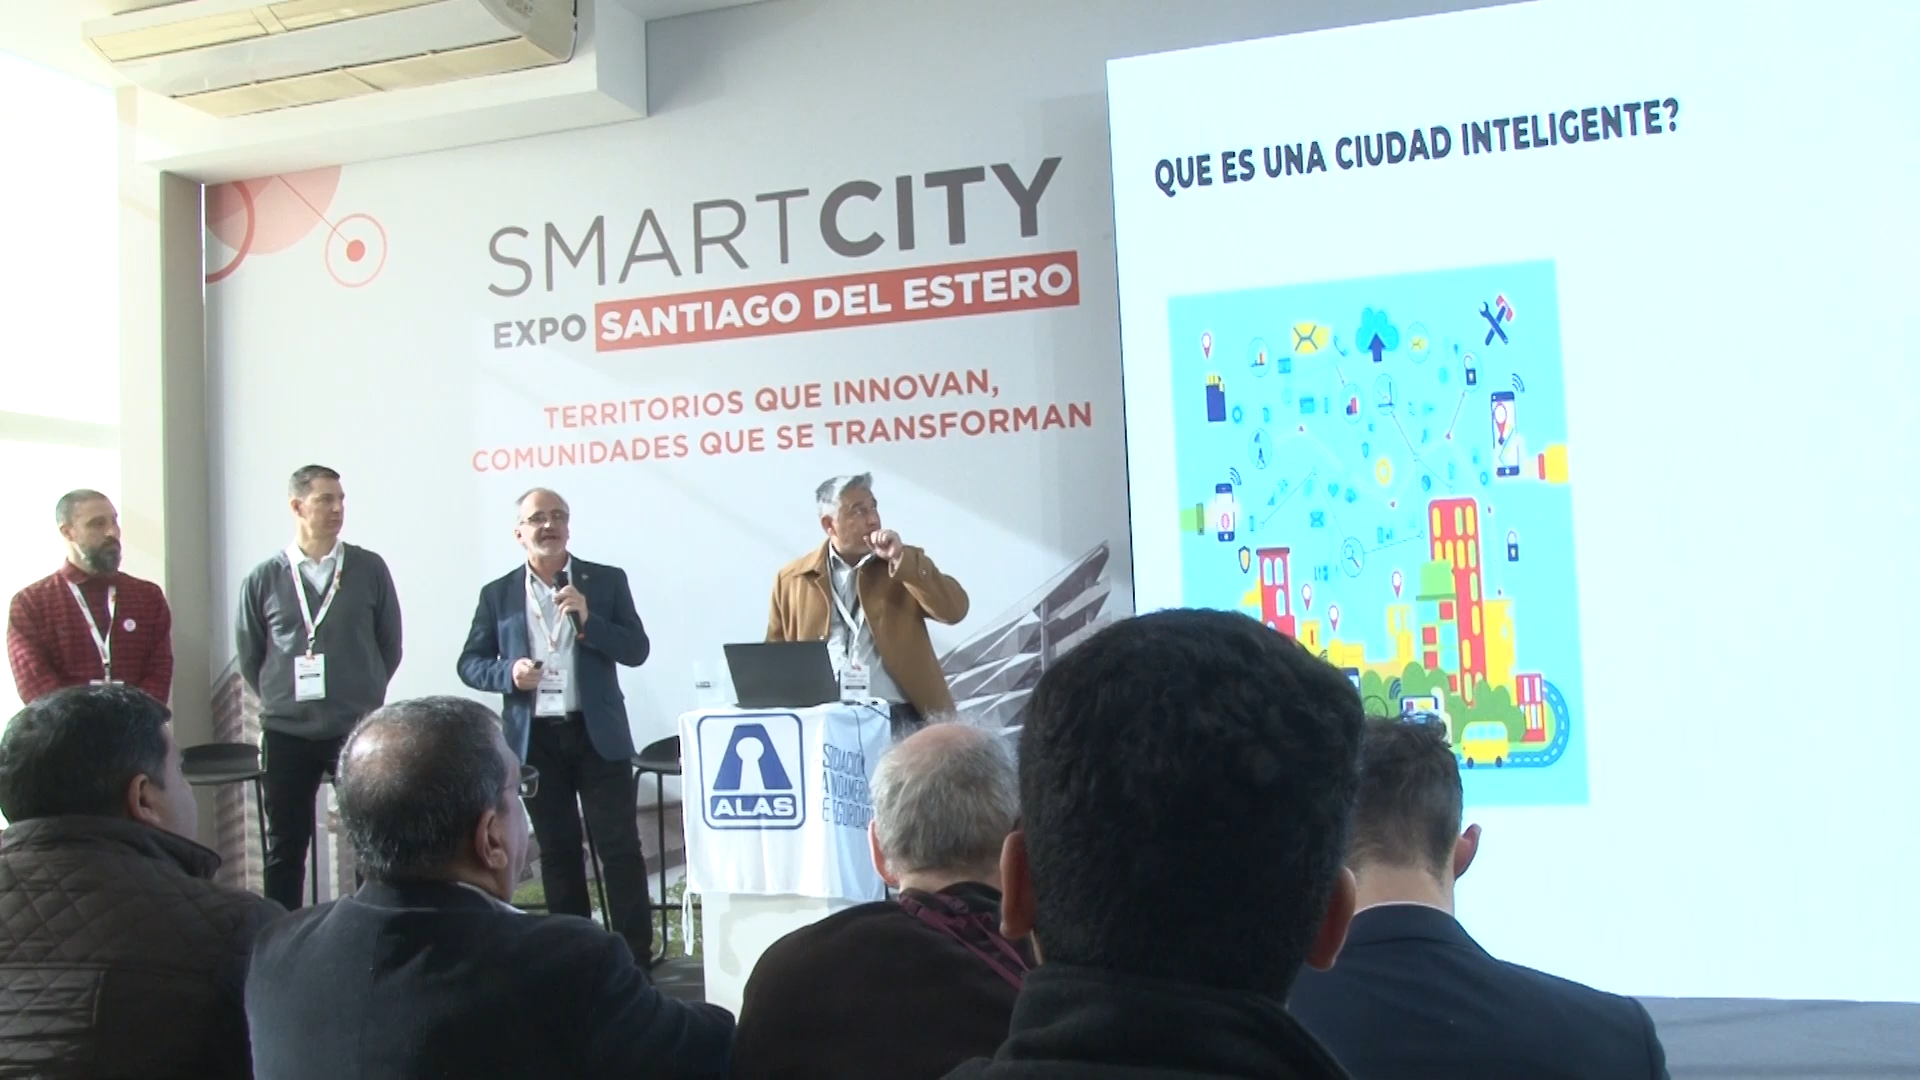 SMARTCITY
EXPO SANTIAGO DEL ESTERO
TERRITORIOS QUE INNOVAN,
COMUNIDADES QUE SE TRANSFORMAN
QUE ES UNA CIUDAD INTELIGENTE?
ALAS